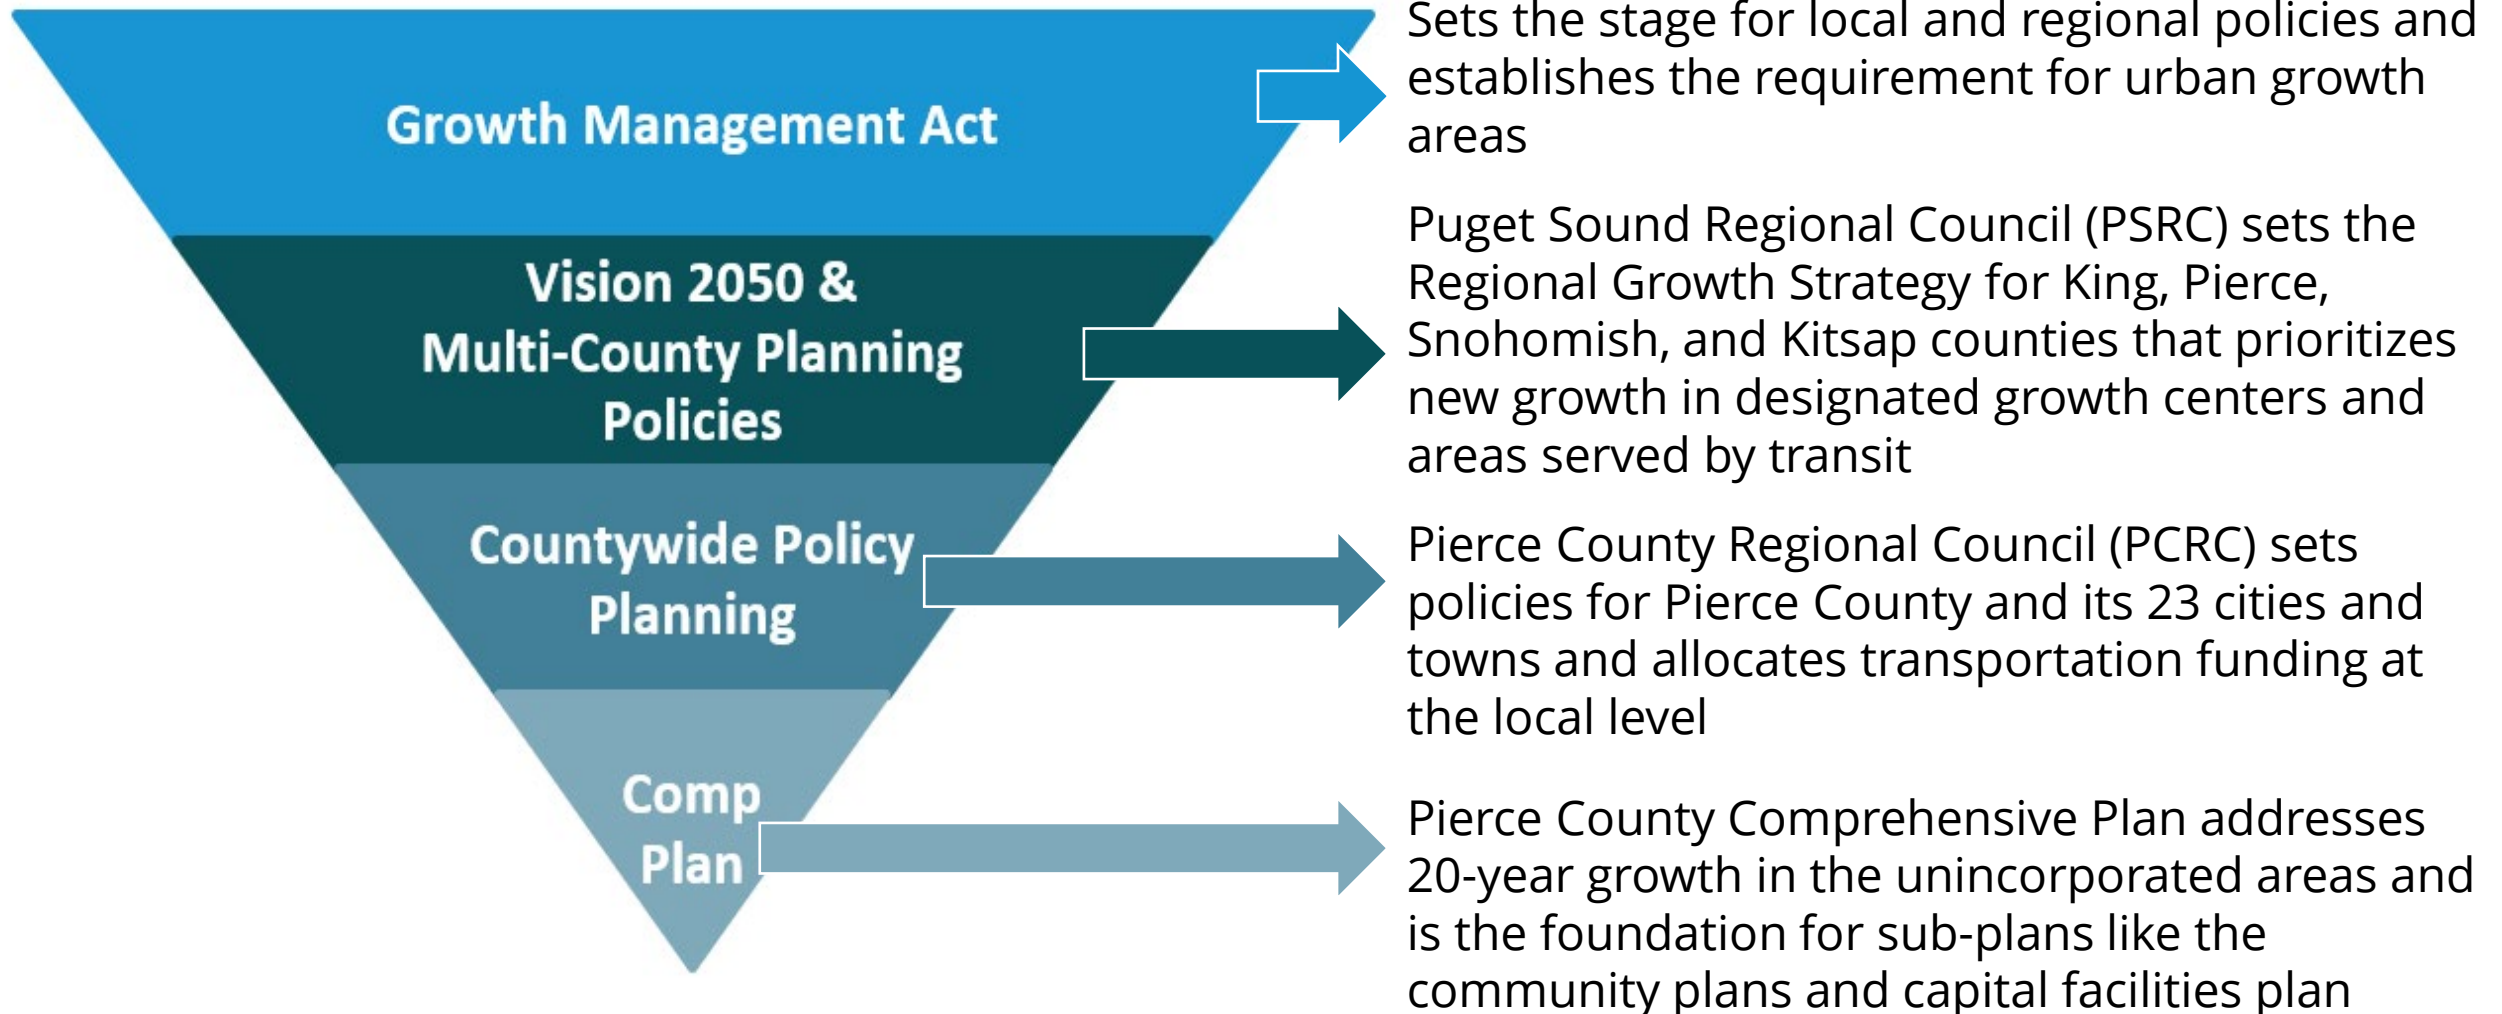 Growth Management Act
Sets the stage for local and regional policies and
establishes the requirement for urban growth
areas
Vision 2050 &
Multi-County Planning
Policies
Puget Sound Regional Council (PSRC) sets the
Regional Growth Strategy for King, Pierce,
Snohomish, and Kitsap counties that prioritizes
new growth in designated growth centers and
areas served by transit
Countywide Policy
Planning
Pierce County Regional Council (PCRC) sets
policies for Pierce County and its 23 cities and
towns and allocates transportation funding at
the local level
Comp
Plan
Pierce County Comprehensive Plan addresses
20-year growth in the unincorporated areas and
is the foundation for sub-plans like the
community plans and capital facilities plan